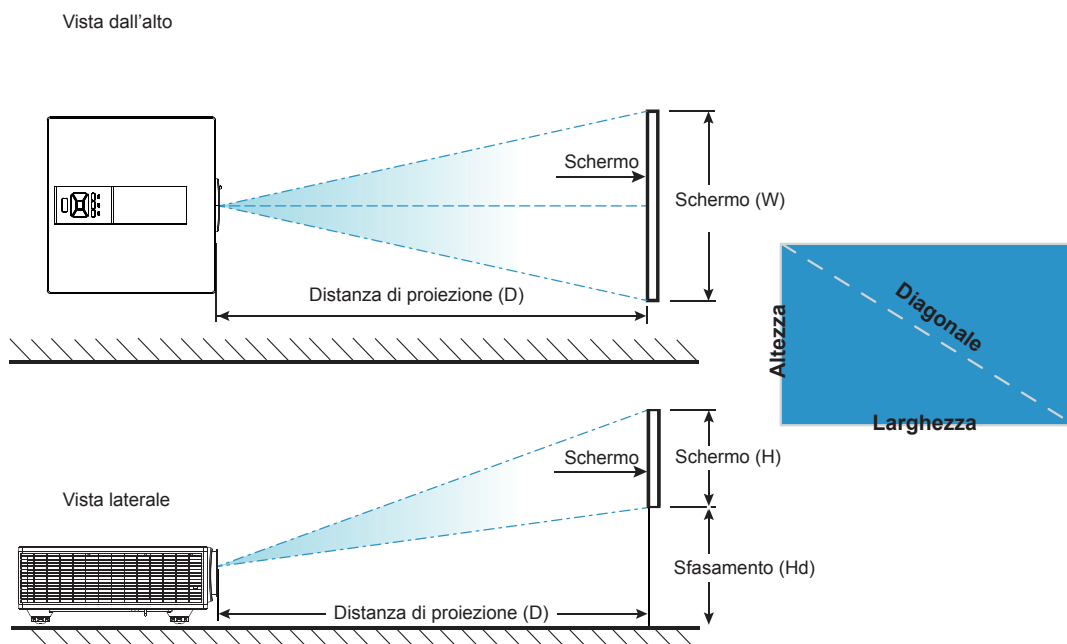 Vista dall'alto
Schermo
Schermo (W)
Distanza di proiezione (D)
Altezza
Diagonale
Larghezza
Schermo
Schermo (H)
Vista laterale
Sfasamento (Hd)
Distanza di proiezione (D)